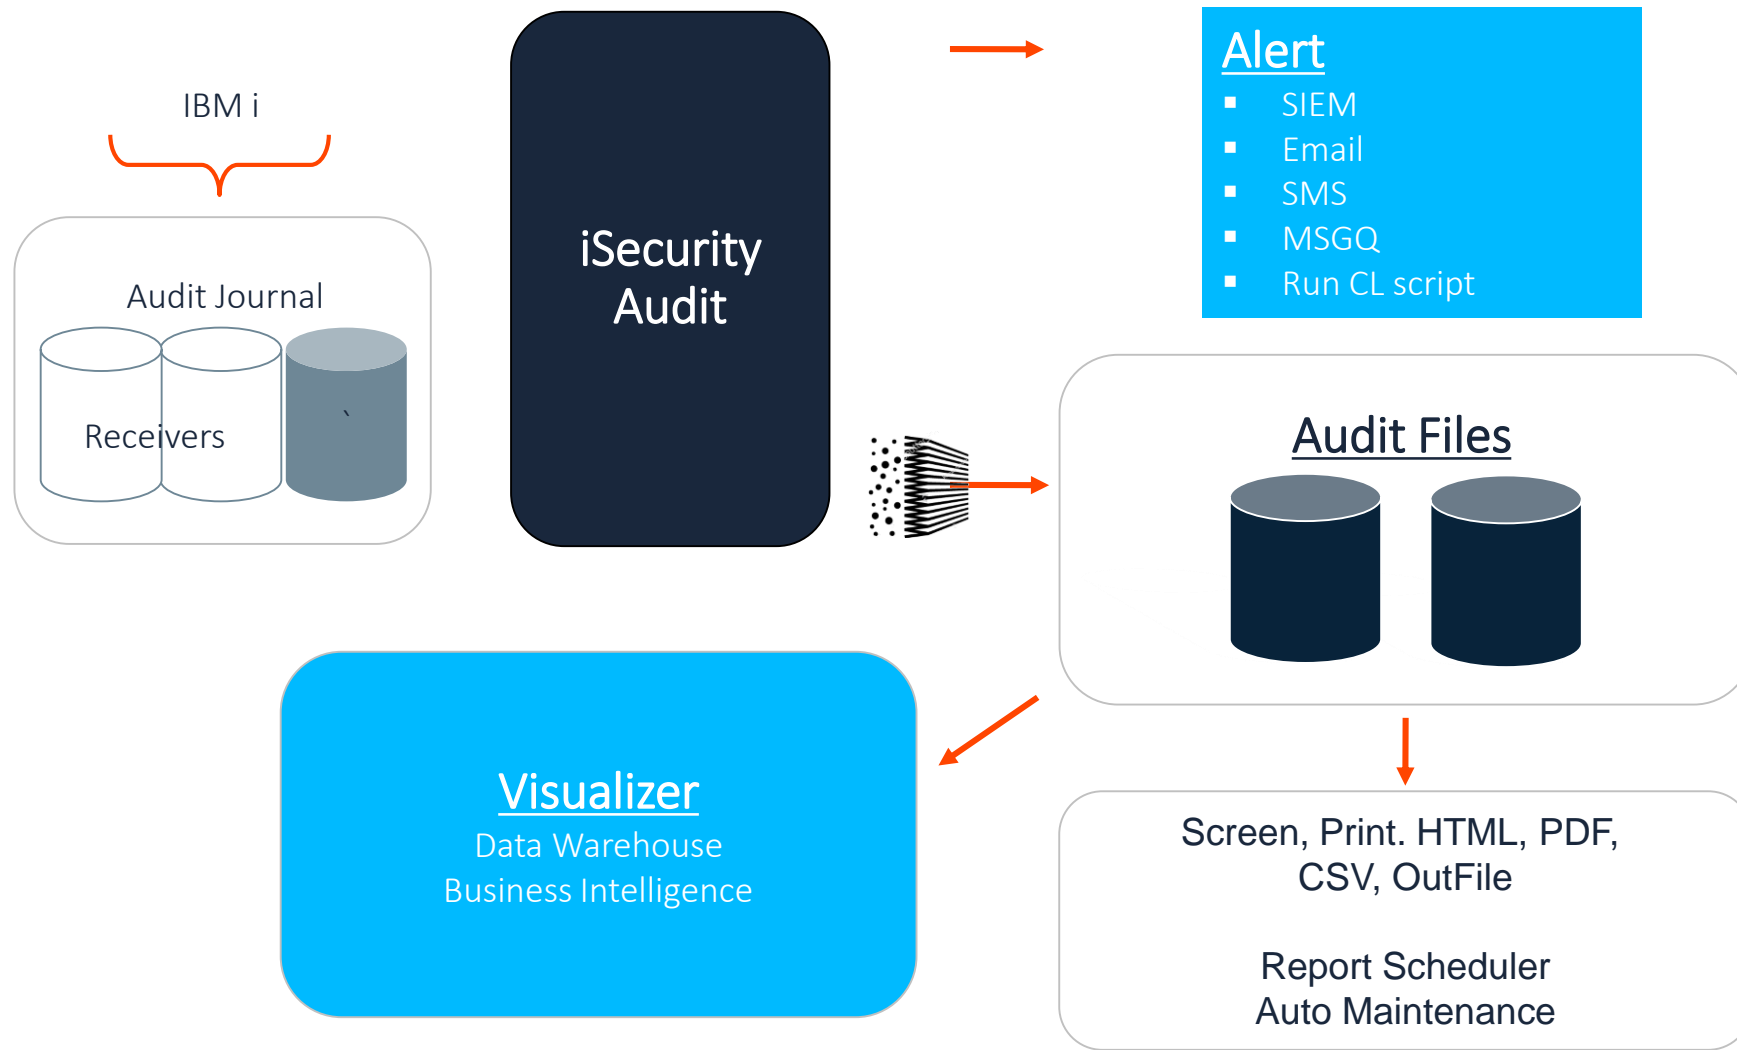 IBM i
Audit Journal
Receivers
`
iSecurity
Audit
Alert
▪ SIEM
▪ Email
▪ SMS
▪ MSGQ
▪ Run CL script
Audit Files
Visualizer
Data Warehouse
Business Intelligence
Screen, Print. HTML, PDF,
CSV, OutFile
Report Scheduler
Auto Maintenance